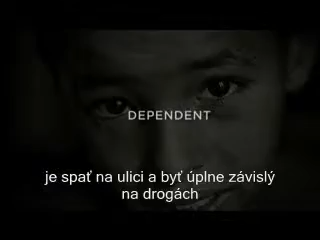 DEPENDENT
je spať na ulici a byť úplne závislý
na drogách